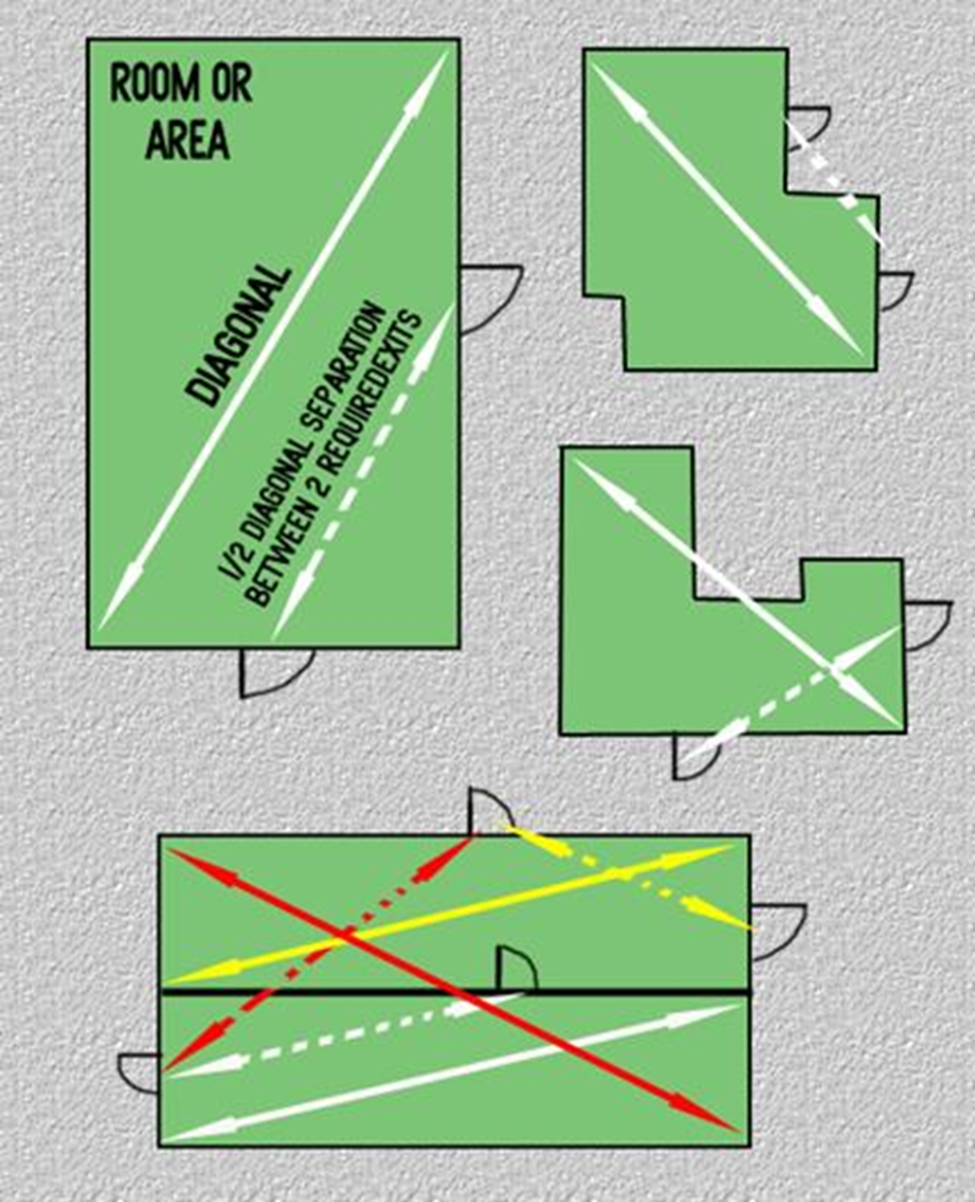 ROOM OR
AREA
DIAGONAL
1/2 DIAGONAL SEPARATION
BETWEEN 2 REQUIREDEXITS